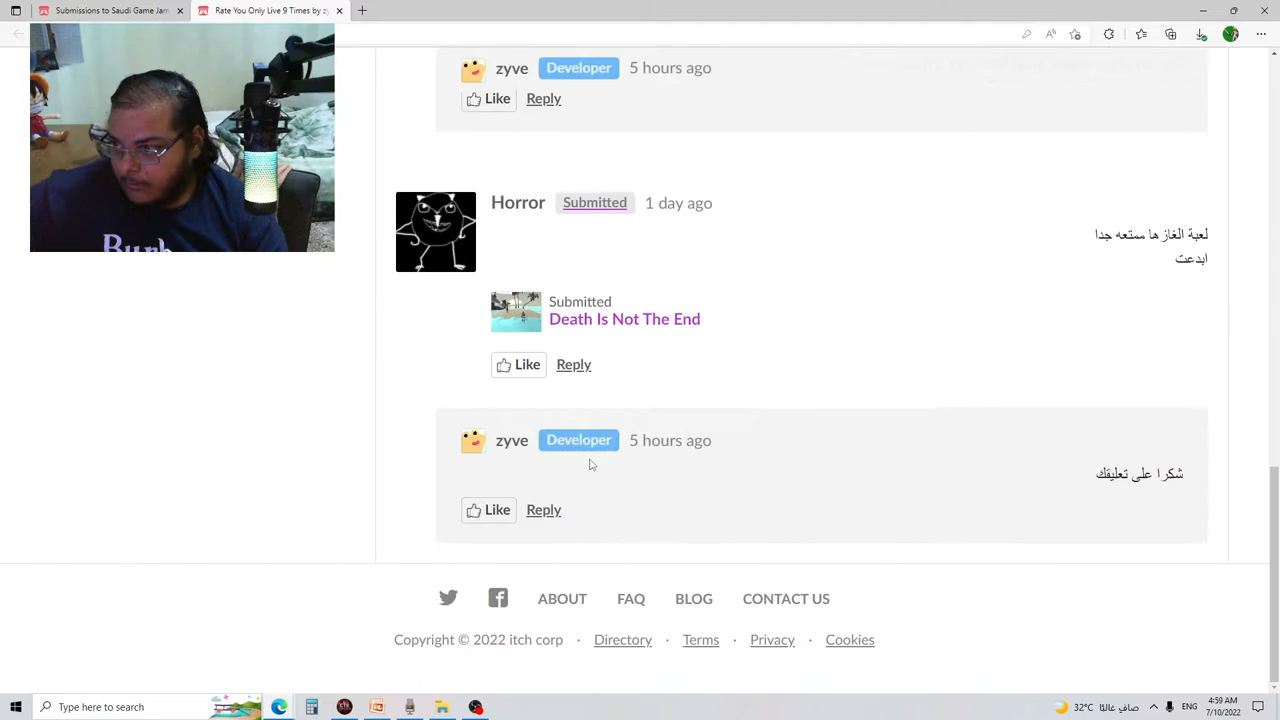 Submissions to Saudi Game Jam
Rate You Only Live 9 Times by z
zyve Developer 5 hours ago
Like Reply
Horror Submitted 1 day ago
لعبة الغازها ممتعه جدا
ابدعت
Submitted
Death Is Not The End
Like Reply
zyve Developer 5 hours ago
شكرا على تعليقك
Like Reply
ABOUT FAQ BLOG CONTACT US
Copyright © 2022 itch corp · Directory · Terms · Privacy · Cookies
Type here to search
32°C صافي غالبًا
ENG
4:59 AM
7/10/2022